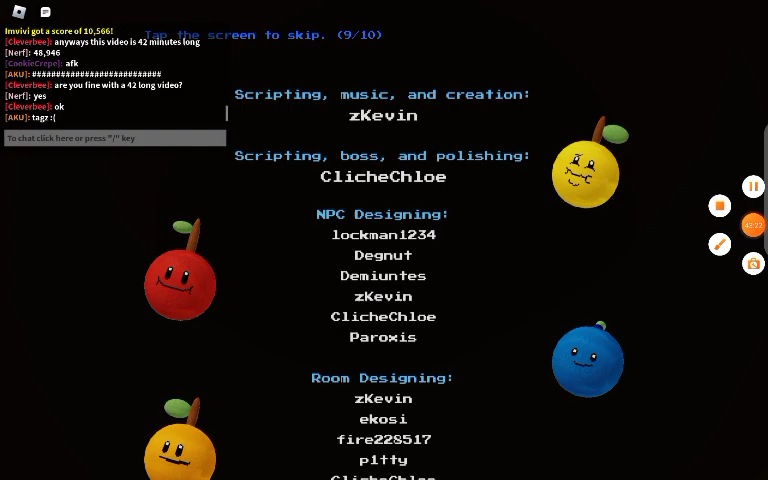 Imvivi got a score of 10,566!
[Cleverbee]: anyways this video is 42 minutes long
[Nerf]: 48,946
[CookieCrepe]: afk
[AKU]: ###########################
[Cleverbee]: are you fine with a 42 long video?
[Nerf]: yes
[Cleverbee]: ok
[AKU]: tagz :(
To chat click here or press "/" key
Tap the screen to skip. (9/10)
Scripting, music, and creation:
zKevin
Scripting, boss, and polishing:
ClicheChloe
NPC Designing:
lockman1234
Degnut
Demiuntes
zKevin
ClicheChloe
Paroxis
Room Designing:
zKevin
ekosi
fire228517
p1tty
ClicheChloe
43:22